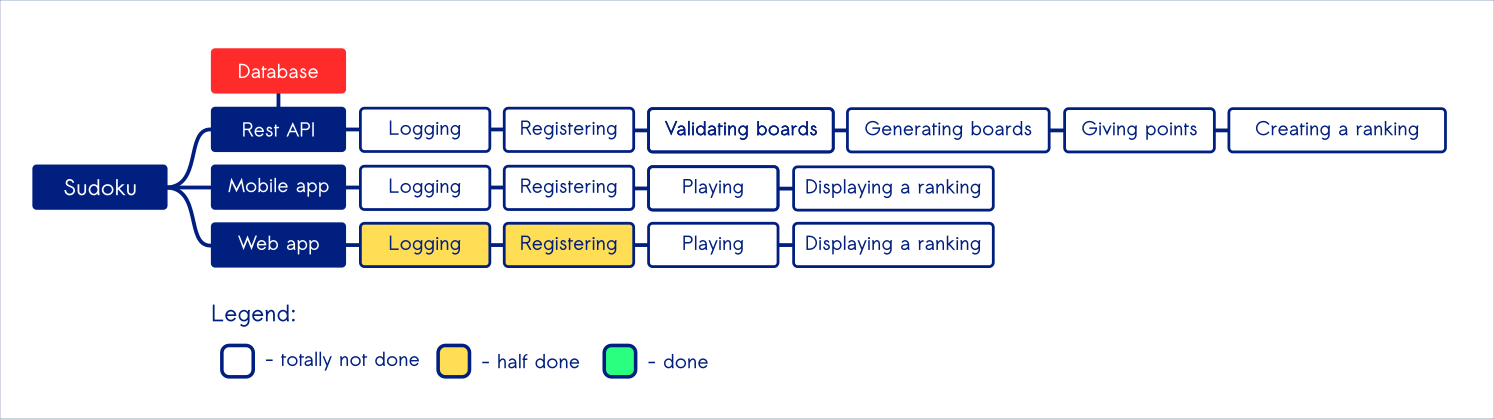 Database
Rest API Logging Registering Validating boards Generating boards Giving points Creating a ranking
Sudoku Mobile app Logging Registering Playing Displaying a ranking
Web app Logging Registering Playing Displaying a ranking
Legend:
- totally not done - half done - done